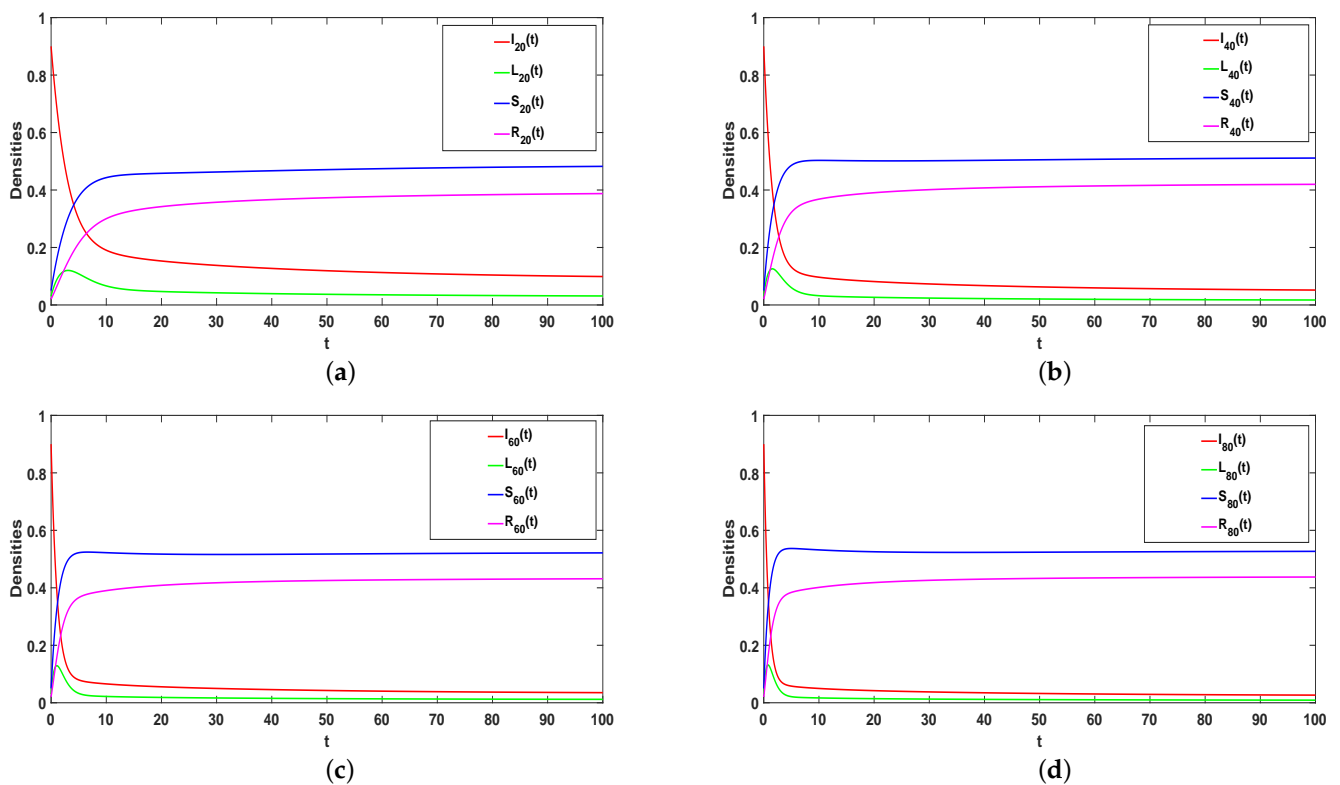 1
0.8
0.6
0.4
0.2
0
Densities
I20(t)
L20(t)
S20(t)
R20(t)
0 10 20 30 40 50 60 70 80 90 100
t
(a)
1
0.8
0.6
0.4
0.2
0
Densities
I40(t)
L40(t)
S40(t)
R40(t)
0 10 20 30 40 50 60 70 80 90 100
t
(b)
1
0.8
0.6
0.4
0.2
0
Densities
I60(t)
L60(t)
S60(t)
R60(t)
0 10 20 30 40 50 60 70 80 90 100
t
(c)
1
0.8
0.6
0.4
0.2
0
Densities
I80(t)
L80(t)
S80(t)
R80(t)
0 10 20 30 40 50 60 70 80 90 100
t
(d)